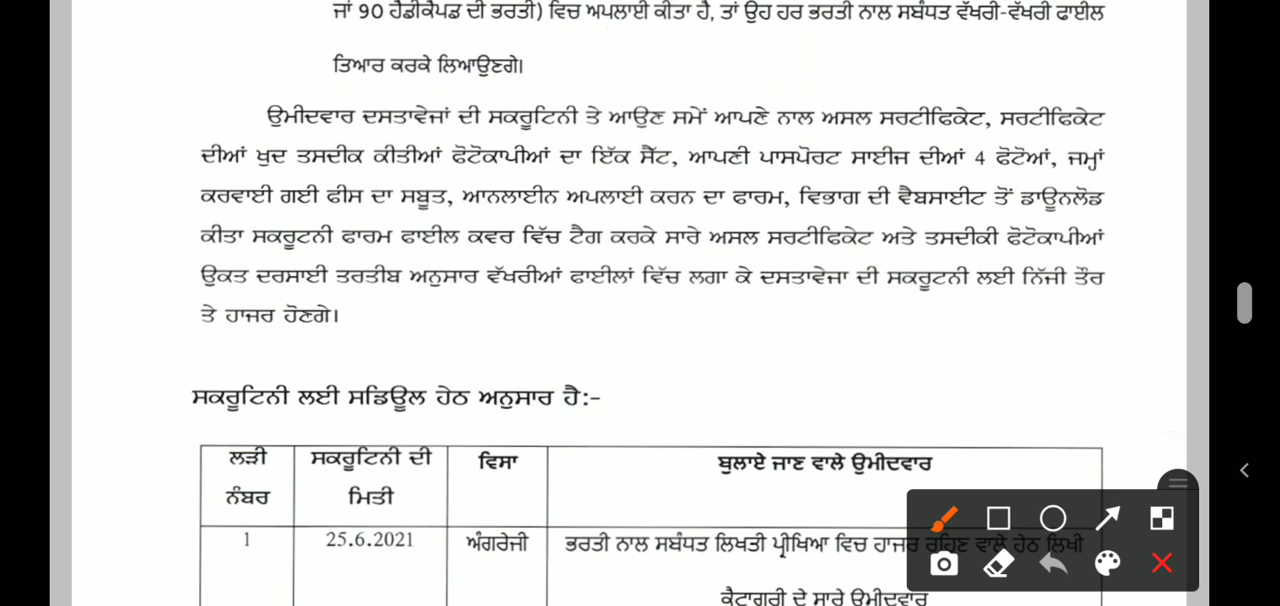 ਜਾਂ 90 ਹੈਂਡੀਕੈਪਡ ਦੀ ਭਰਤੀ) ਵਿਚ ਅਪਲਾਈ ਕੀਤਾ ਹੈ, ਤਾਂ ਉਹ ਹਰ ਭਰਤੀ ਨਾਲ ਸਬੰਧਤ ਵੱਖਰੀ-ਵੱਖਰੀ ਫਾਈਲ
ਤਿਆਰ ਕਰਕੇ ਲਿਆਉਣਗੇ।
ਉਮੀਦਵਾਰ ਦਸਤਾਵੇਜਾਂ ਦੀ ਸਕਰੂਟਿਨੀ ਤੇ ਆਉਣ ਸਮੇਂ ਆਪਣੇ ਨਾਲ ਅਸਲ ਸਰਟੀਫਿਕੇਟ, ਸਰਟੀਫਿਕੇਟ
ਦੀਆਂ ਖੁਦ ਤਸਦੀਕ ਕੀਤੀਆਂ ਫੋਟੋਕਾਪੀਆਂ ਦਾ ਇੱਕ ਸੈੱਟ, ਆਪਣੀ ਪਾਸਪੋਰਟ ਸਾਈਜ ਦੀਆਂ 4 ਫੋਟੋਆਂ, ਜਮ੍ਹਾਂ
ਕਰਵਾਈ ਗਈ ਫੀਸ ਦਾ ਸਬੂਤ, ਆਨਲਾਈਨ ਅਪਲਾਈ ਕਰਨ ਦਾ ਫਾਰਮ, ਵਿਭਾਗ ਦੀ ਵੈਬਸਾਈਟ ਤੋਂ ਡਾਊਨਲੋਡ
ਕੀਤਾ ਸਕਰੂਟਨੀ ਫਾਰਮ ਫਾਈਲ ਕਵਰ ਵਿੱਚ ਟੈਗ ਕਰਕੇ ਸਾਰੇ ਅਸਲ ਸਰਟੀਫਿਕੇਟ ਅਤੇ ਤਸਦੀਕੀ ਫੋਟੋਕਾਪੀਆਂ
ਉਕਤ ਦਰਸਾਈ ਤਰਤੀਬ ਅਨੁਸਾਰ ਵੱਖਰੀਆਂ ਫਾਈਲਾਂ ਵਿੱਚ ਲਗਾ ਕੇ ਦਸਤਾਵੇਜਾ ਦੀ ਸਕਰੂਟਨੀ ਲਈ ਨਿੱਜੀ ਤੌਰ
ਤੇ ਹਾਜਰ ਹੋਣਗੇ।
ਸਕਰੂਟਿਨੀ ਲਈ ਸਡਿਊਲ ਹੇਠ ਅਨੁਸਾਰ ਹੈ:-
ਲੜੀ ਸਕਰੂਟਿਨੀ ਦੀ ਵਿਸਾ ਬੁਲਾਏ ਜਾਣ ਵਾਲੇ ਉਮੀਦਵਾਰ
ਨੰਬਰ ਮਿਤੀ
1 25.6.2021 ਅੰਗਰੇਜੀ ਭਰਤੀ ਨਾਲ ਸਬੰਧਤ ਲਿਖਤੀ ਪ੍ਰੀਖਿਆ ਵਿਚ ਹਾਜਰ ਰਹਿਣ ਵਾਲੇ ਹੇਠ ਲਿਖੀ
ਕੈਟਾਗਰੀ ਦੇ ਸਾਰੇ ਉਮੀਦਵਾਰ